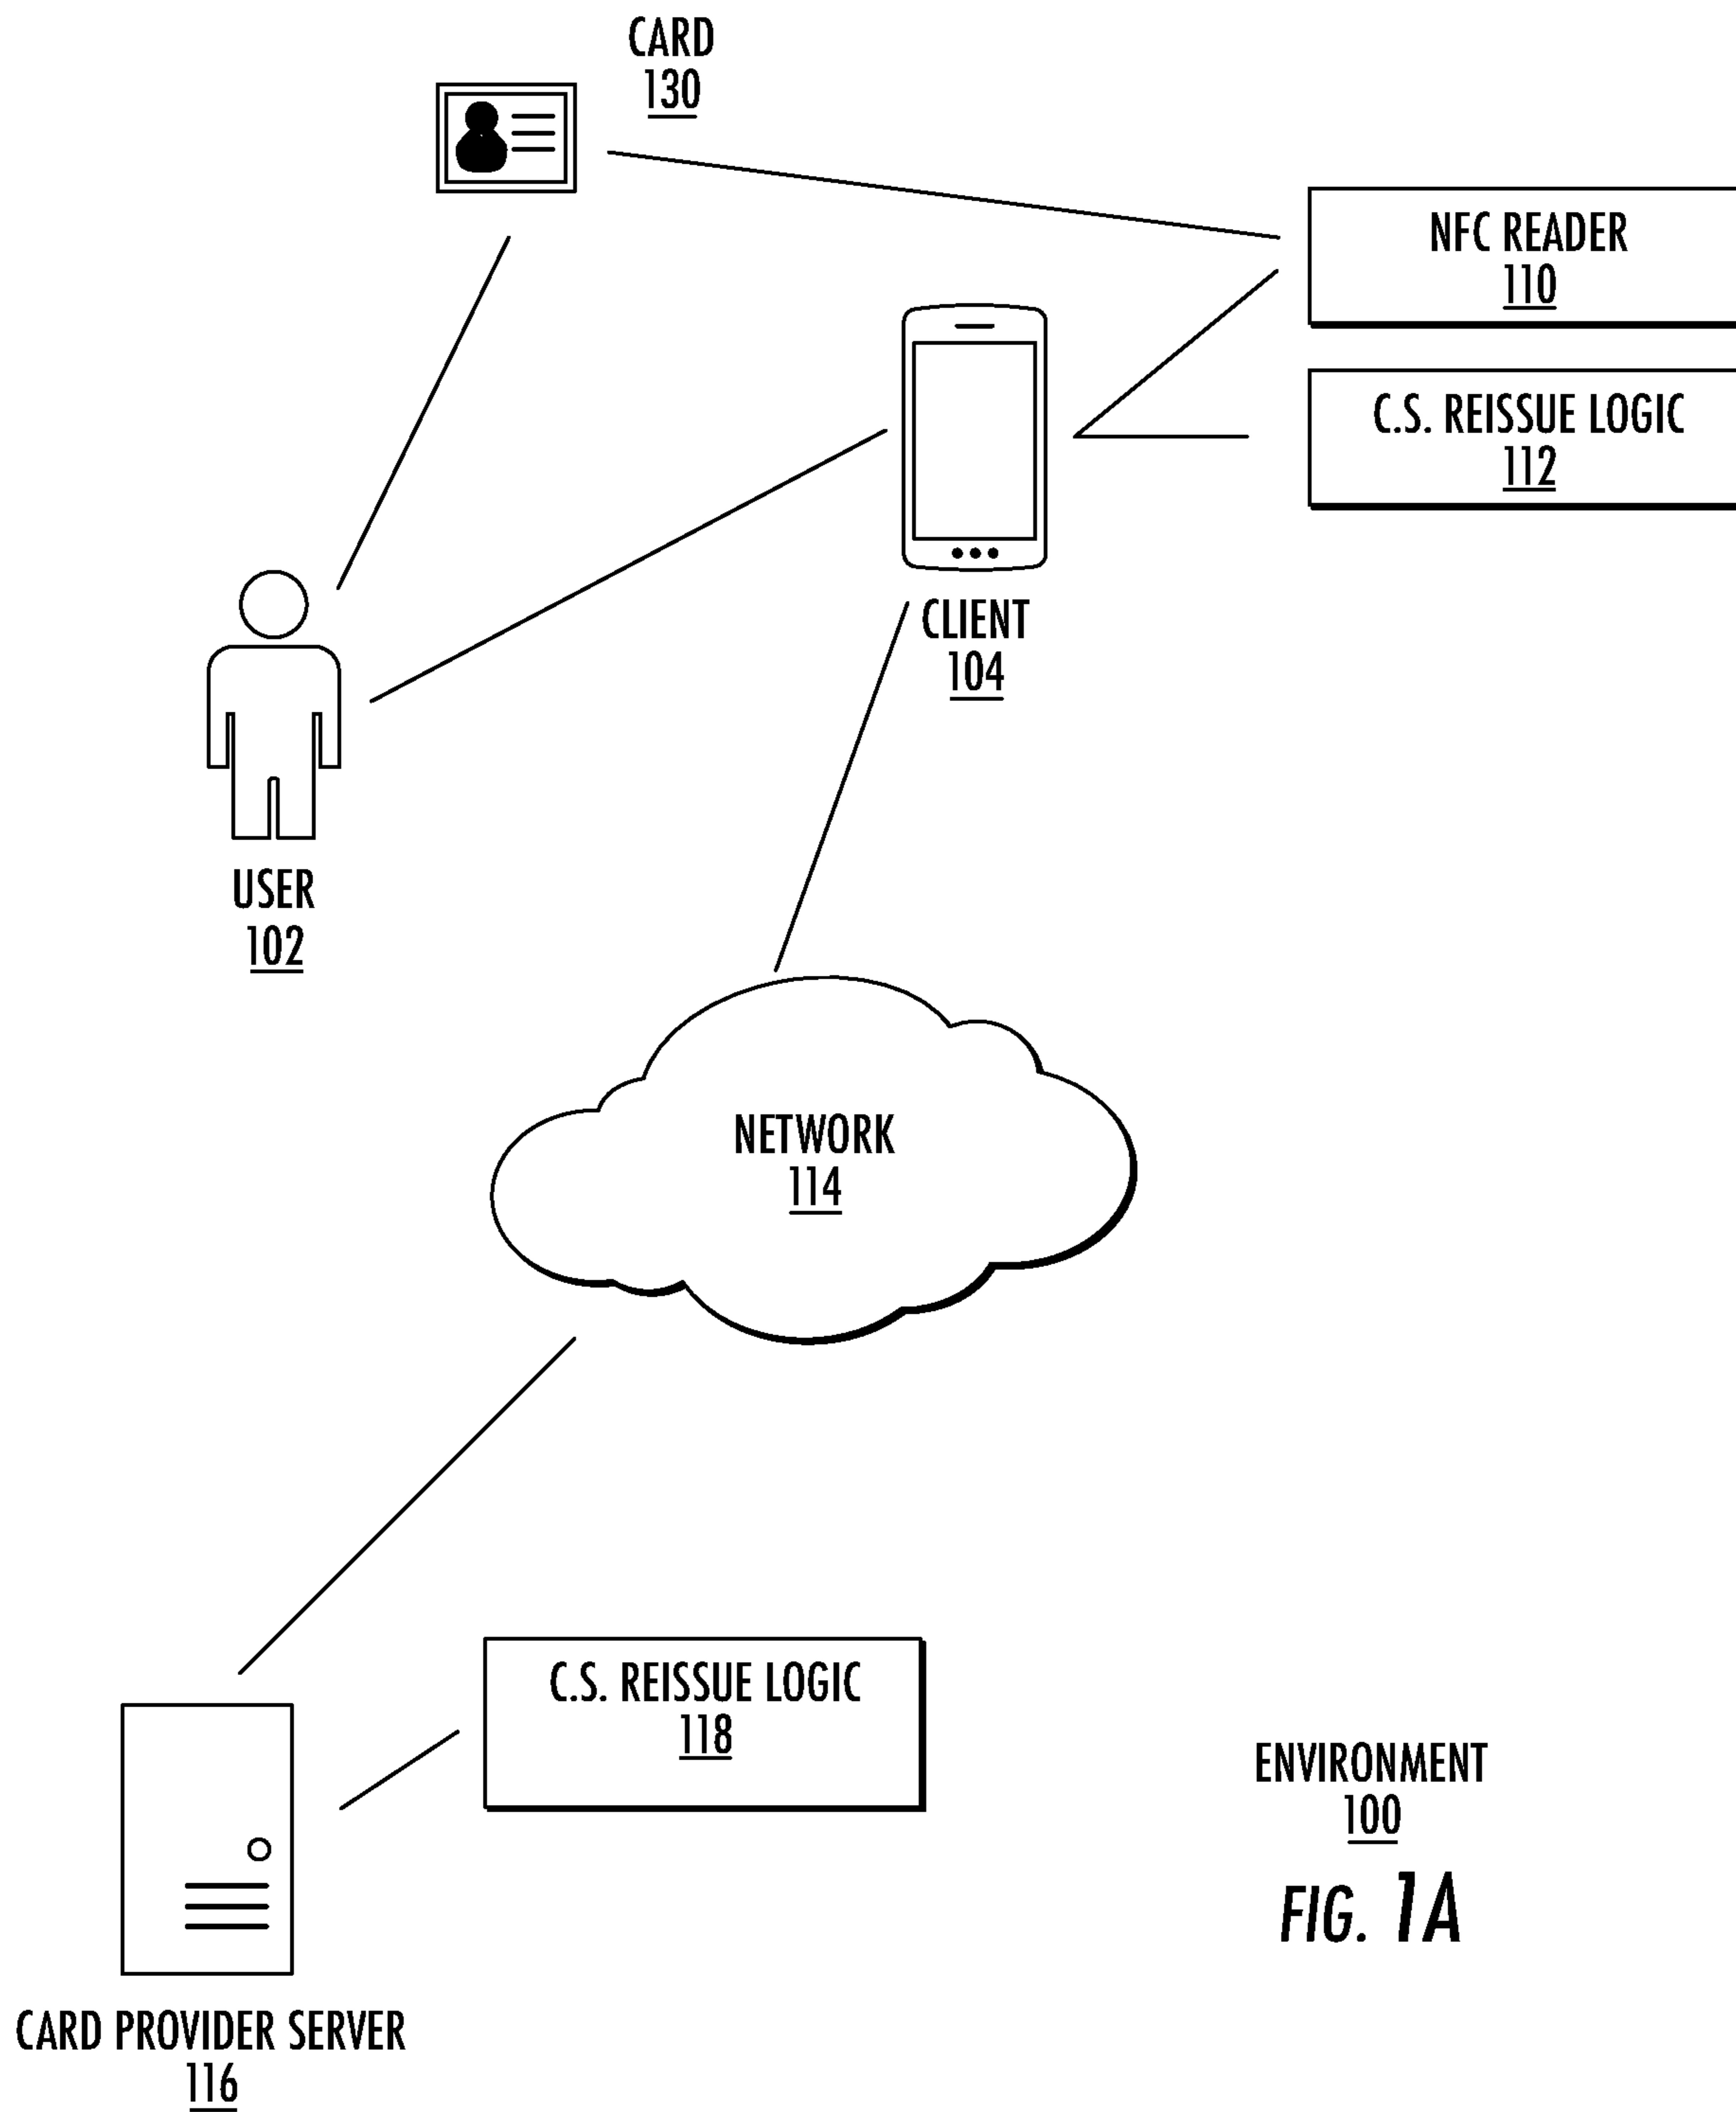 CARD
130
NFC READER
110
C.S. REISSUE LOGIC
112
CLIENT
104
USER
102
NETWORK
114
C.S. REISSUE LOGIC
118
CARD PROVIDER SERVER
116
ENVIRONMENT
100
FIG. 1A